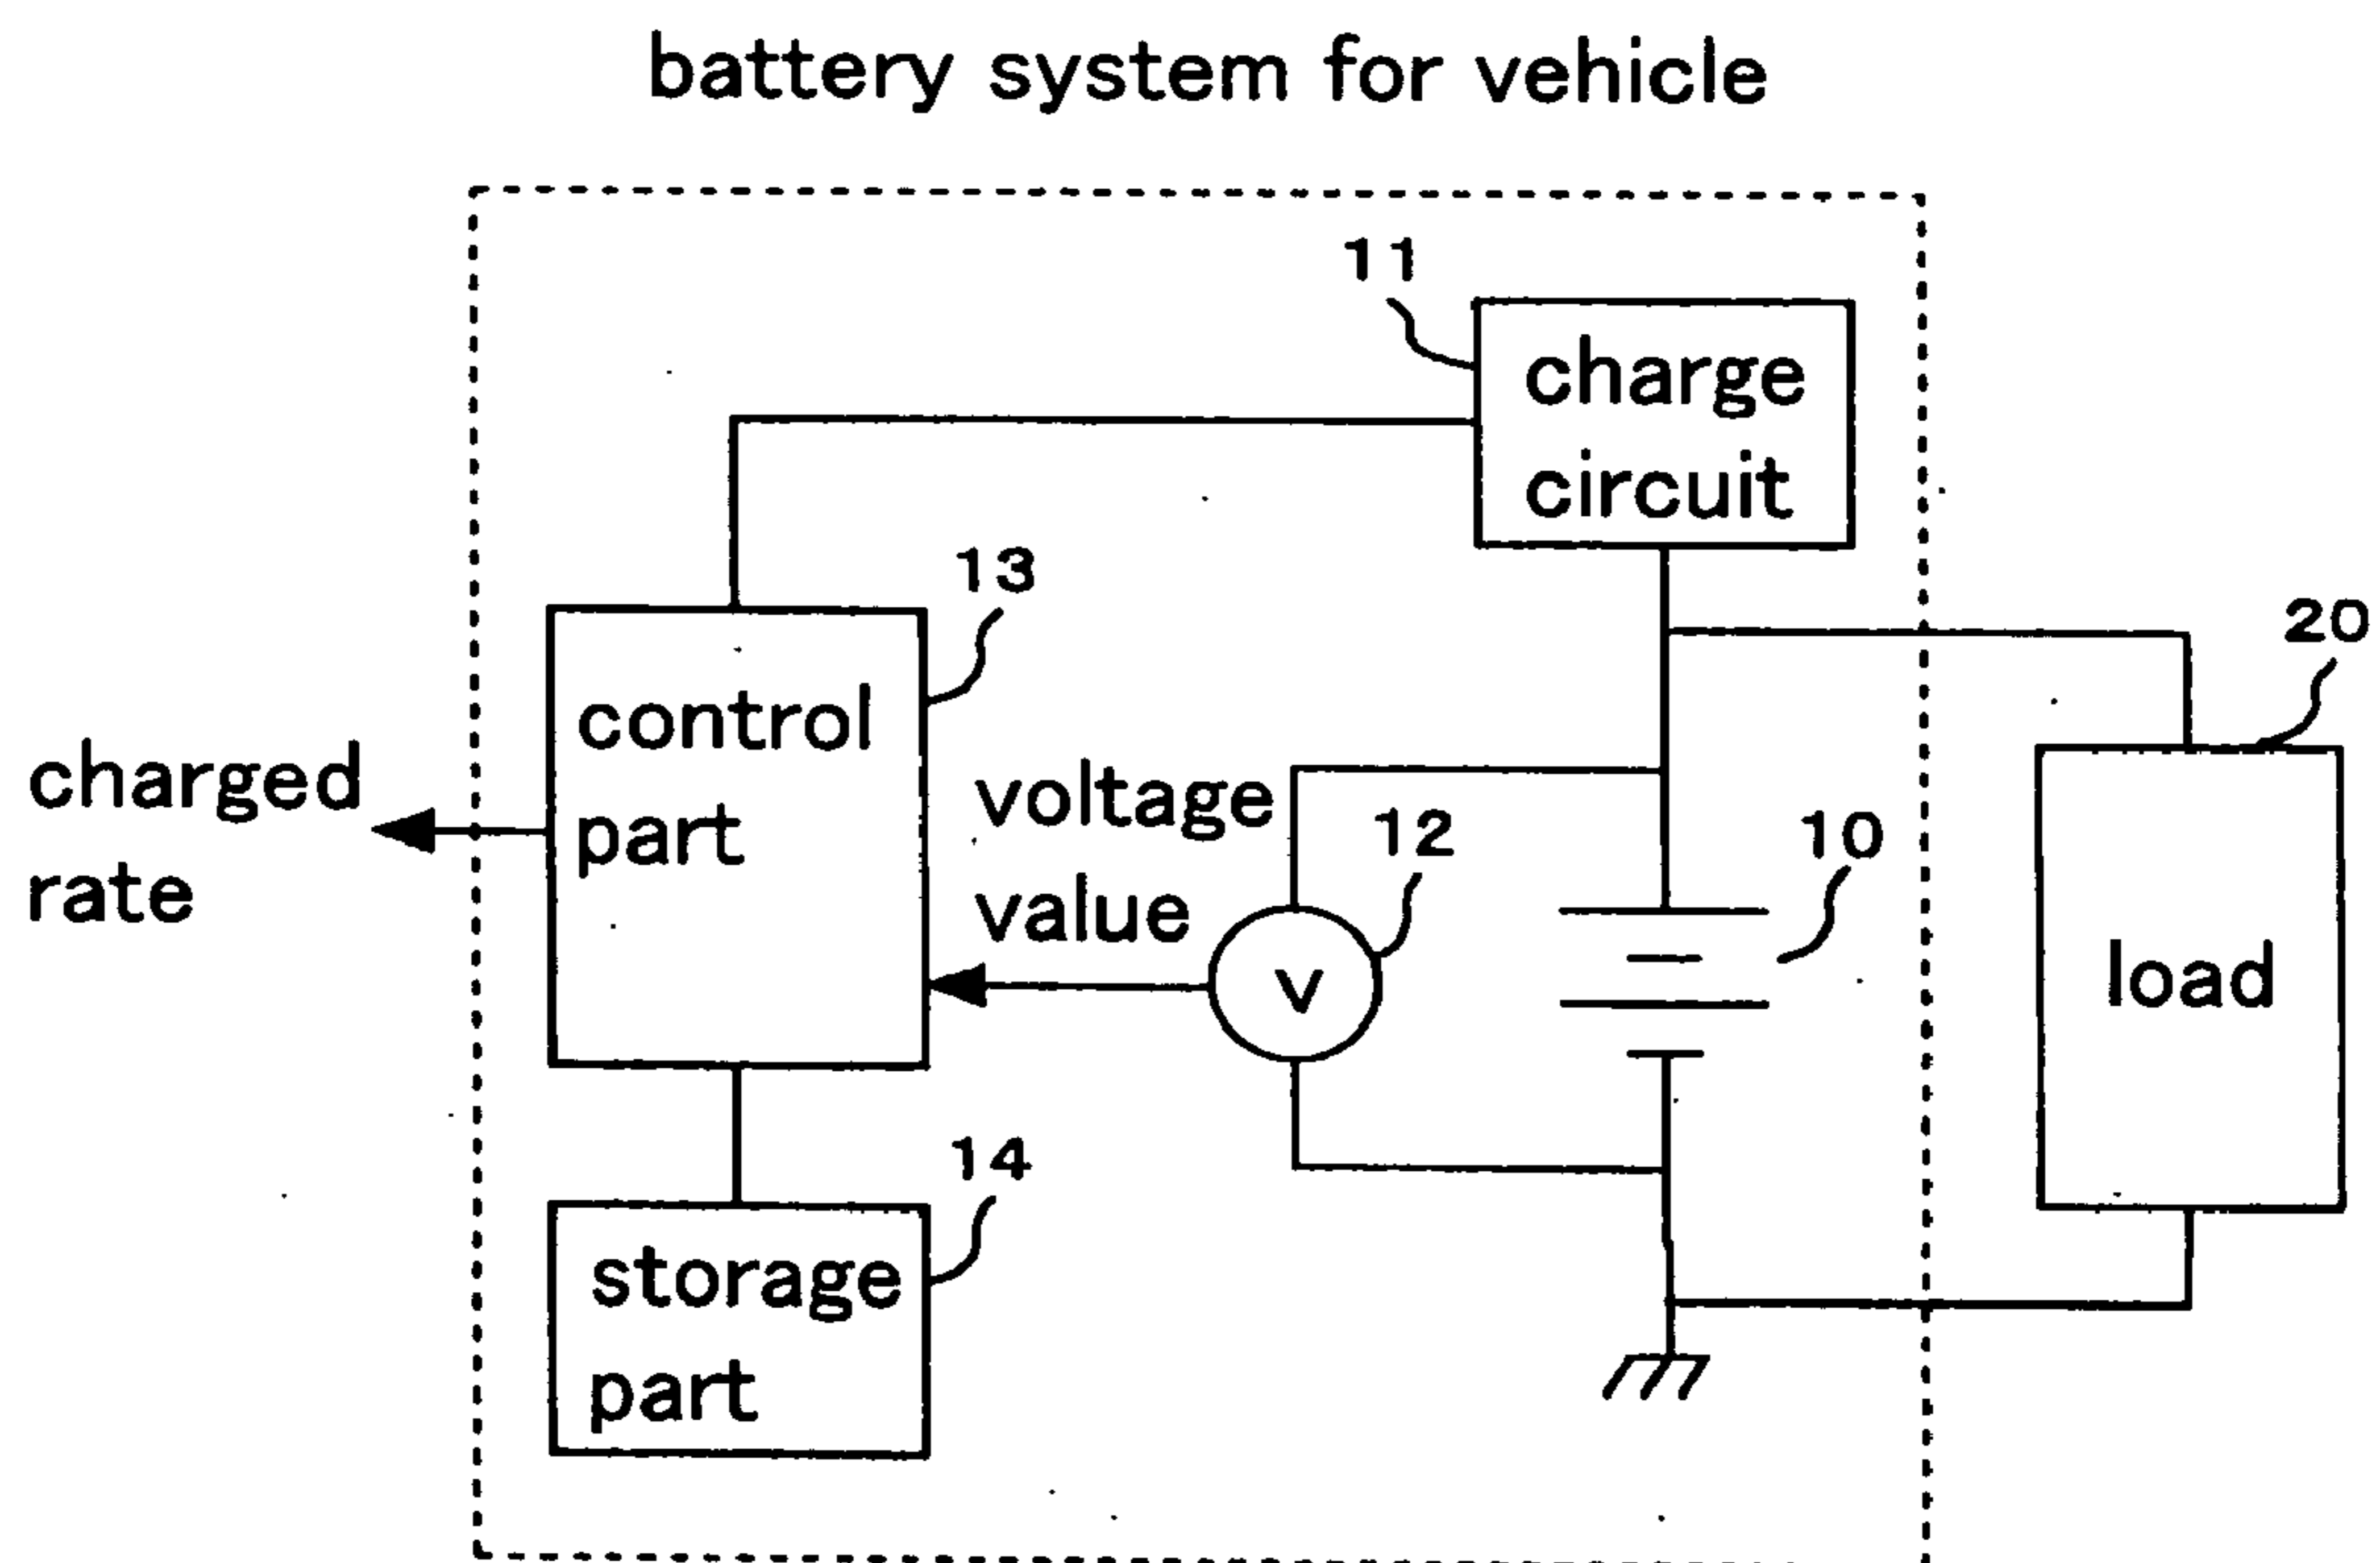 battery system for vehicle
11
charge
circuit
13
20
control
part
charged
rate
voltage
value
12
10
V
load
14
storage
part